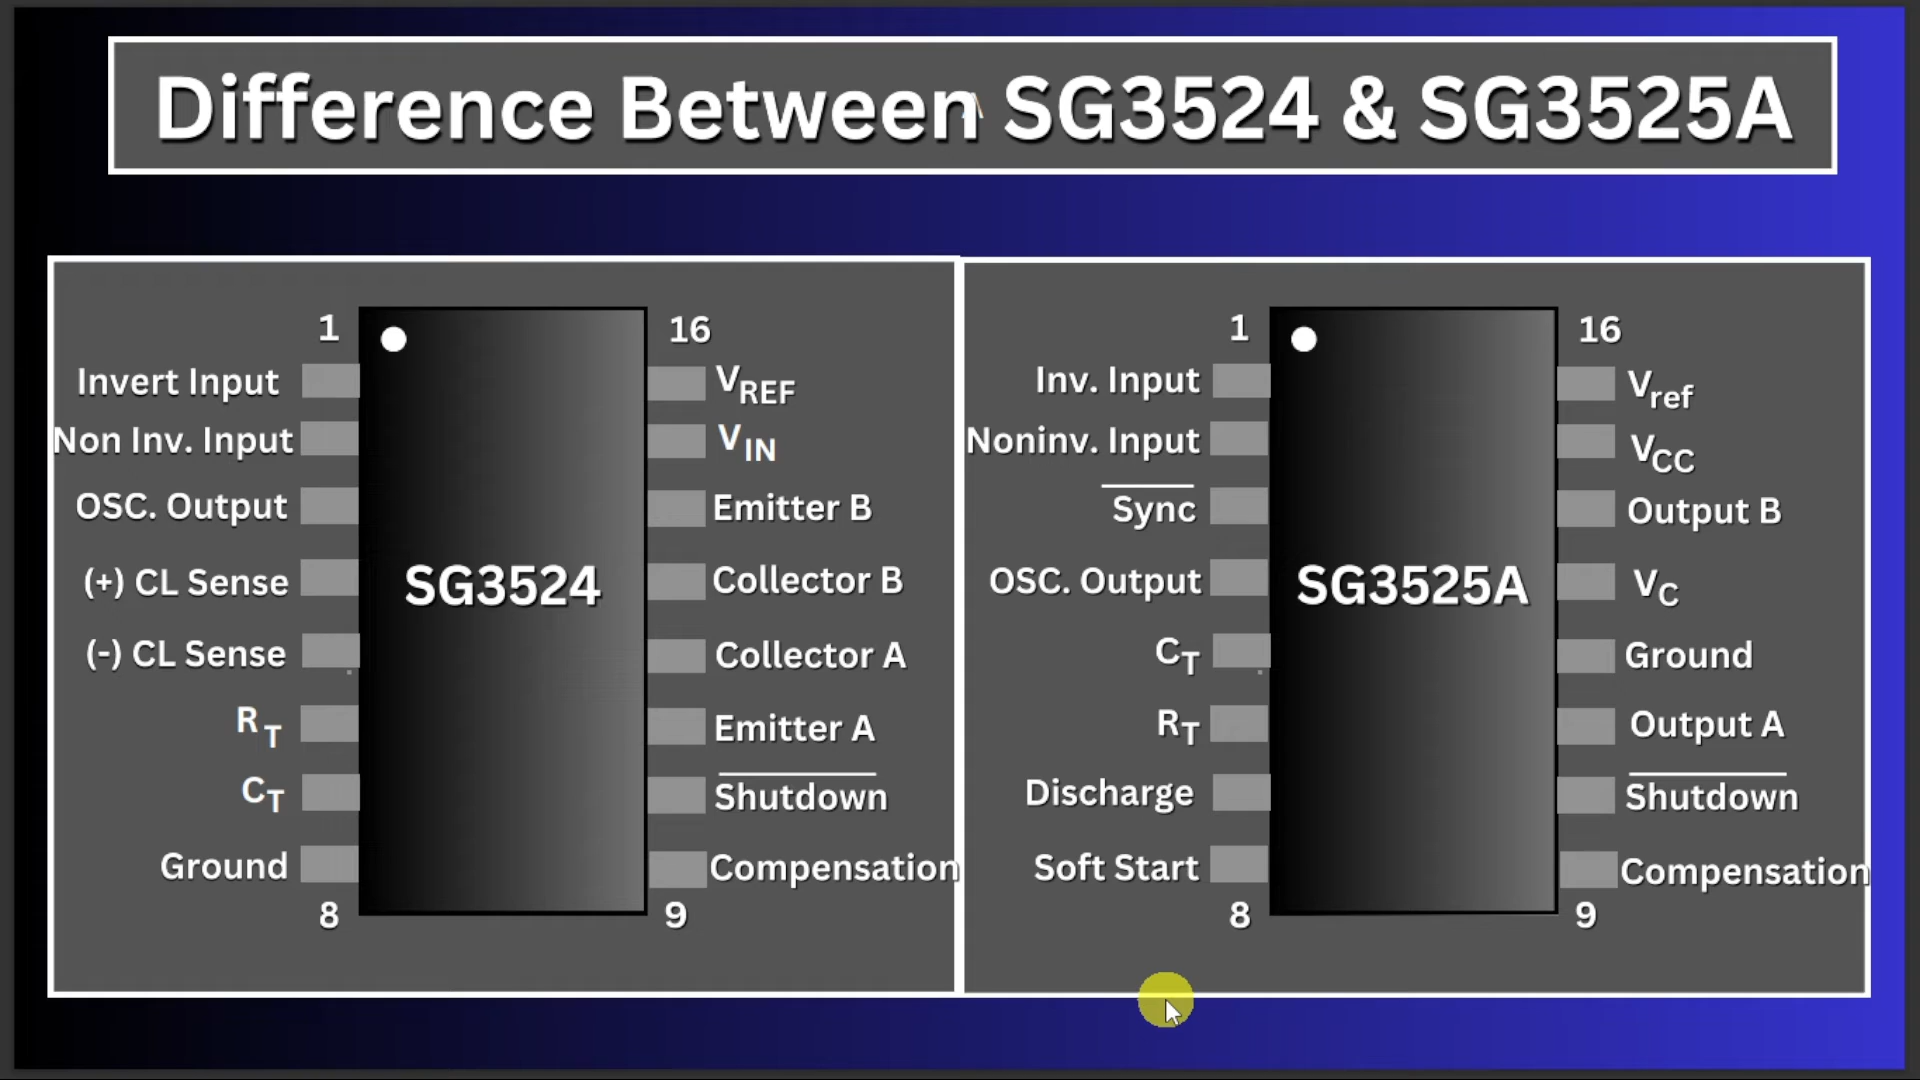 Difference Between SG3524 & SG3525A
1
16
Invert Input
Non Inv. Input
OSC. Output
(+) CL Sense
(-) CL Sense
RT
CT
Ground
SG3524
VREF
VIN
Emitter B
Collector B
Collector A
Emitter A
Shutdown
Compensation
8
9
1
16
Inv. Input
Noninv. Input
Sync
OSC. Output
CT
RT
Discharge
Soft Start
SG3525A
Vref
VCC
Output B
VC
Ground
Output A
Shutdown
Compensation
8
9